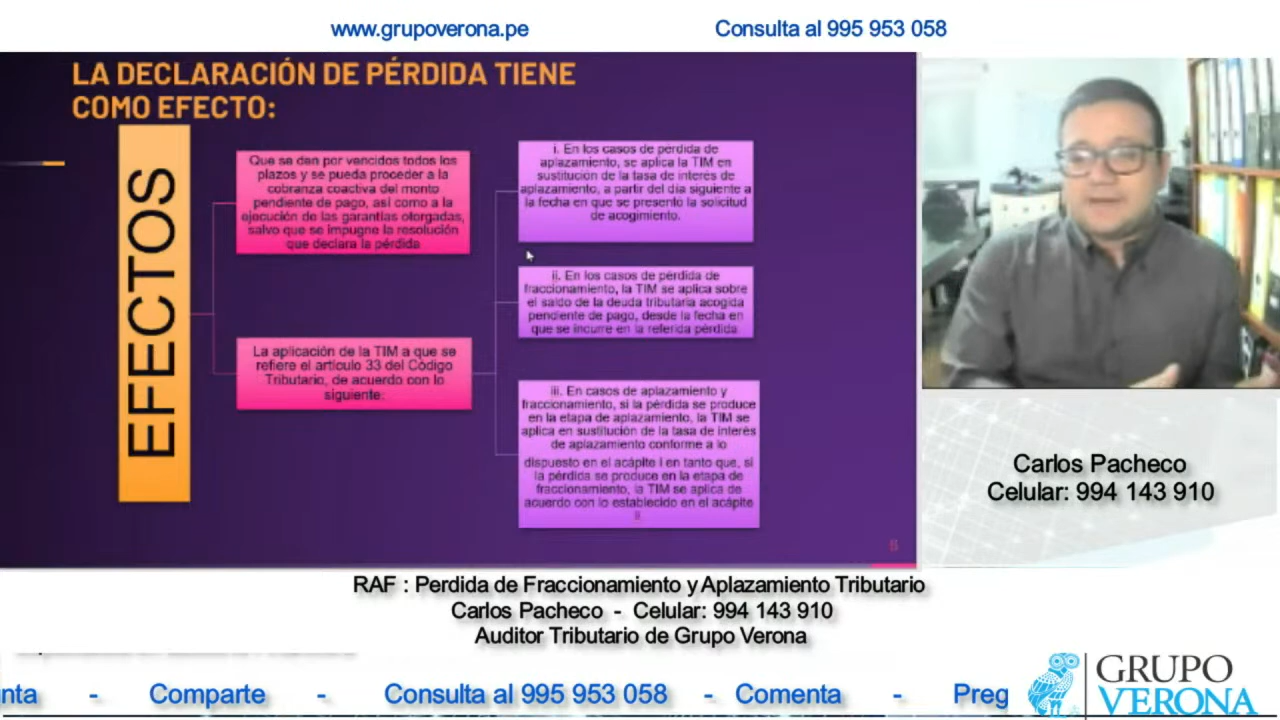 www.grupoverona.pe
Consulta al 995 953 058
LA DECLARACIÓN DE PÉRDIDA TIENE
COMO EFECTO:
EFECTOS
Que se den por vencidos todos los
plazos y se pueda proceder a la
cobranza coactiva del monto
pendiente de pago, así como a la
ejecución de las garantías otorgadas,
salvo que se impugne la resolución
que declara la pérdida
La aplicación de la TIM a que se
refiere el artículo 33 del Código
Tributario, de acuerdo con lo
siguiente:
i. En los casos de pérdida de
aplazamiento, se aplica la TIM en
sustitución de la tasa de interés de
aplazamiento, a partir del día siguiente a
la fecha en que se presentó la solicitud
de acogimiento.
ii. En los casos de pérdida de
fraccionamiento, la TIM se aplica sobre
el saldo de la deuda tributaria acogida
pendiente de pago, desde la fecha en
que se incurre en la referida pérdida
iii. En casos de aplazamiento y
fraccionamiento, si la pérdida se produce
en la etapa de aplazamiento, la TIM se
aplica en sustitución de la tasa de interés
de aplazamiento conforme a lo
dispuesto en el acápite i en tanto que, si
la pérdida se produce en la etapa de
fraccionamiento, la TIM se aplica de
acuerdo con lo establecido en el acápite
ii
Carlos Pacheco
Celular: 994 143 910
RAF : Perdida de Fraccionamiento y Aplazamiento Tributario
Carlos Pacheco - Celular: 994 143 910
Auditor Tributario de Grupo Verona
nta - Comparte - Consulta al 995 953 058 - Comenta - Preg
GRUPO
VERONA